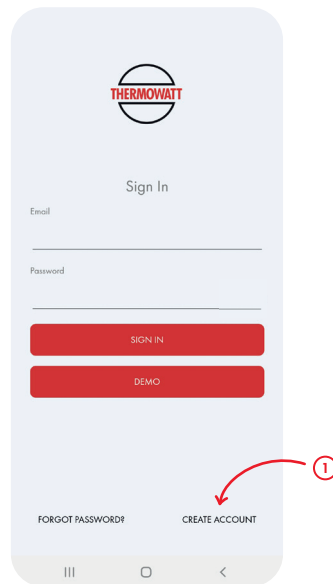 THERMOWATT
Sign In
Email
Password
SIGN IN
DEMO
1
FORGOT PASSWORD?
CREATE ACCOUNT